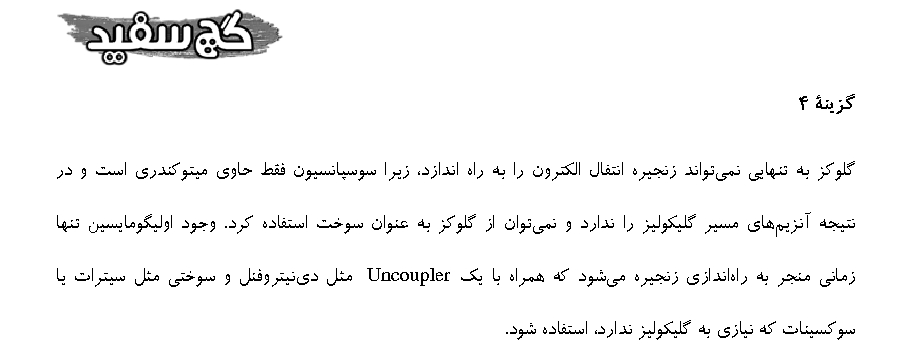 گچ سفید
گزینهٔ ۴
گلوکز به تنهایی نمی‌تواند زنجیره انتقال الکترون را به راه اندازد، زیرا سوسپانسیون فقط حاوی میتوکندری است و در
نتیجه آنزیم‌های مسیر گلیکولیز را ندارد و نمی‌توان از گلوکز به عنوان سوخت استفاده کرد. وجود اولیگومایسین تنها
زمانی منجر به راه‌اندازی زنجیره می‌شود که همراه با یک Uncoupler مثل دی‌نیتروفنل و سوختی مثل سیترات یا
سوکسینات که نیازی به گلیکولیز ندارد، استفاده شود.